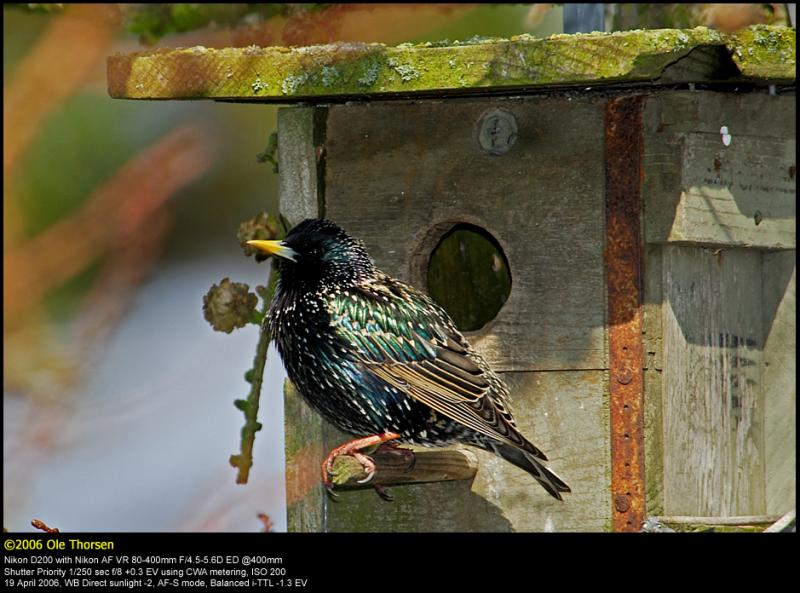 ©2006 Ole Thorsen
Nikon D200 with Nikon AF VR 80-400mm F/4.5-5.6D ED @400mm
Shutter Priority 1/250 sec f/8 +0.3 EV using CWA metering, ISO 200
19 April 2006, WB Direct sunlight -2, AF-S mode, Balanced i-TTL -1.3 EV